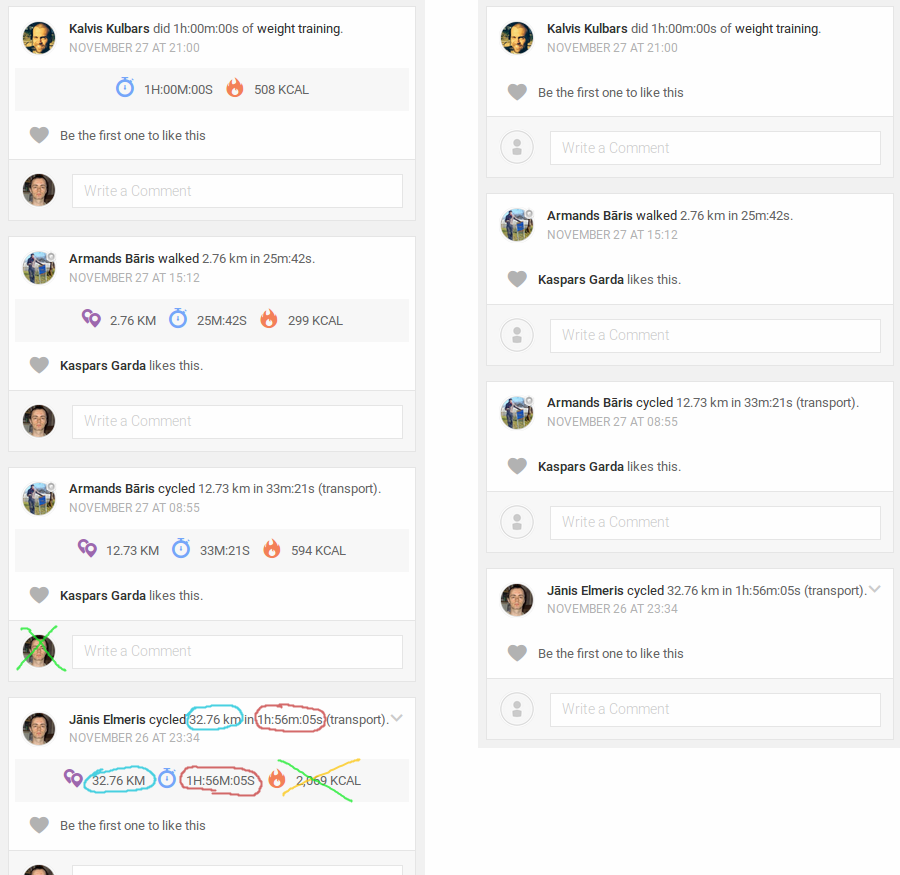 Kalvis Kulbars did 1h:00m:00s of weight training.
NOVEMBER 27 AT 21:00
1H:00M:00S 508 KCAL
Be the first one to like this
Write a Comment
Armands Bāris walked 2.76 km in 25m:42s.
NOVEMBER 27 AT 15:12
2.76 KM 25M:42S 299 KCAL
Kaspars Garda likes this.
Write a Comment
Armands Bāris cycled 12.73 km in 33m:21s (transport).
NOVEMBER 27 AT 08:55
12.73 KM 33M:21S 594 KCAL
Kaspars Garda likes this.
Write a Comment
Jānis Elmeris cycled 32.76 km in 1h:56m:05s (transport).
NOVEMBER 26 AT 23:34
32.76 KM 1H:56M:05S 2,069 KCAL
Be the first one to like this
Kalvis Kulbars did 1h:00m:00s of weight training.
NOVEMBER 27 AT 21:00
Be the first one to like this
Write a Comment
Armands Bāris walked 2.76 km in 25m:42s.
NOVEMBER 27 AT 15:12
Kaspars Garda likes this.
Write a Comment
Armands Bāris cycled 12.73 km in 33m:21s (transport).
NOVEMBER 27 AT 08:55
Kaspars Garda likes this.
Write a Comment
Jānis Elmeris cycled 32.76 km in 1h:56m:05s (transport).
NOVEMBER 26 AT 23:34
Be the first one to like this
Write a Comment